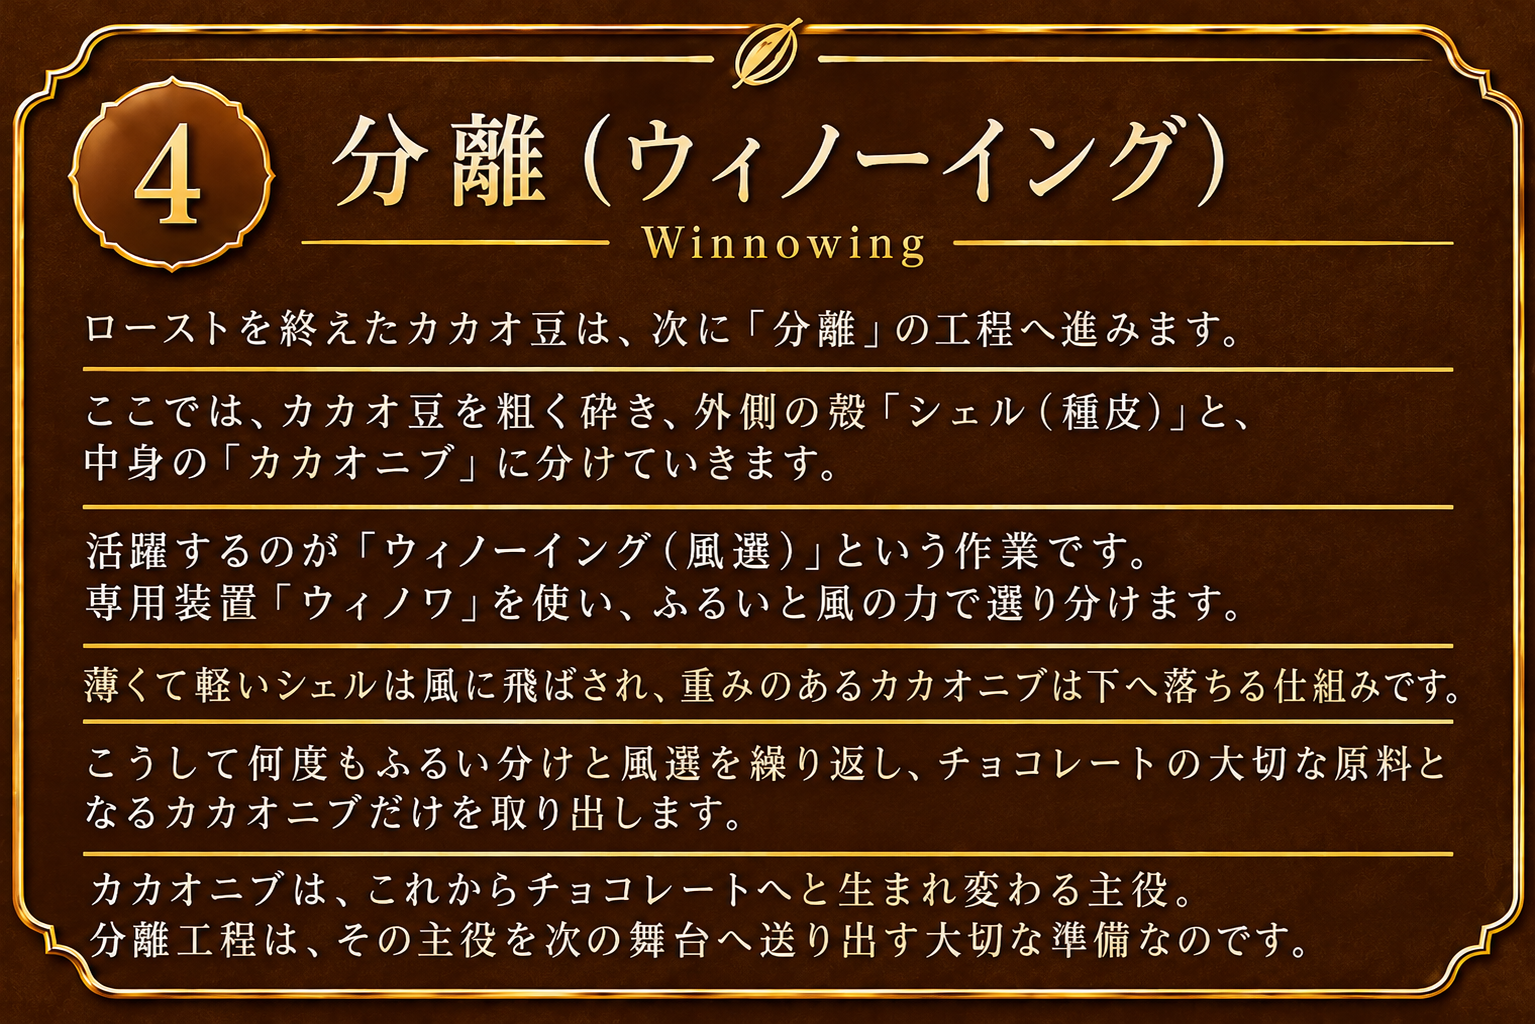 4
分離（ウィノーイング）
Winnowing
ローストを終えたカカオ豆は、次に「分離」の工程へ進みます。
ここでは、カカオ豆を粗く砕き、外側の殻「シェル（種皮）」と、
中身の「カカオニブ」に分けていきます。
活躍するのが「ウィノーイング（風選）」という作業です。
専用装置「ウィノワ」を使い、ふるいと風の力で選り分けます。
薄くて軽いシェルは風に飛ばされ、重みのあるカカオニブは下へ落ちる仕組みです。
こうして何度もふるい分けと風選を繰り返し、チョコレートの大切な原料と
なるカカオニブだけを取り出します。
カカオニブは、これからチョコレートへと生まれ変わる主役。
分離工程は、その主役を次の舞台へ送り出す大切な準備なのです。